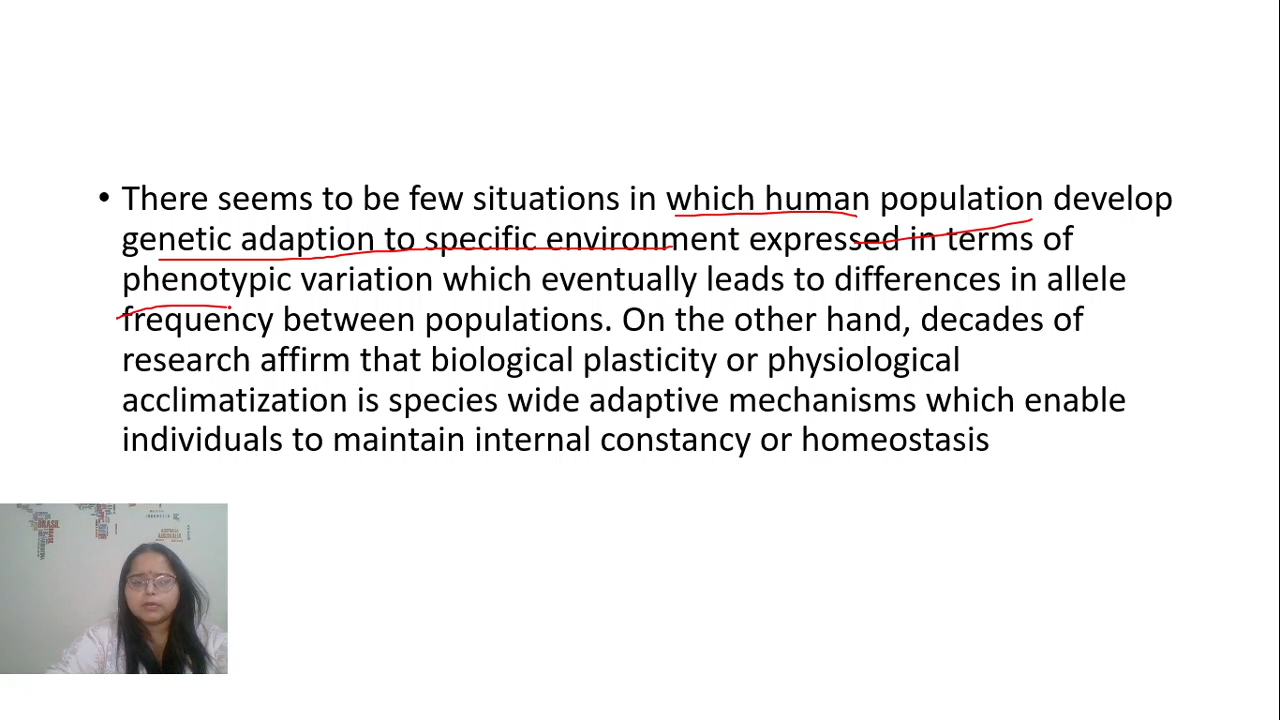 • There seems to be few situations in which human population develop
genetic adaption to specific environment expressed in terms of
phenotypic variation which eventually leads to differences in allele
frequency between populations. On the other hand, decades of
research affirm that biological plasticity or physiological
acclimatization is species wide adaptive mechanisms which enable
individuals to maintain internal constancy or homeostasis
BRASIL